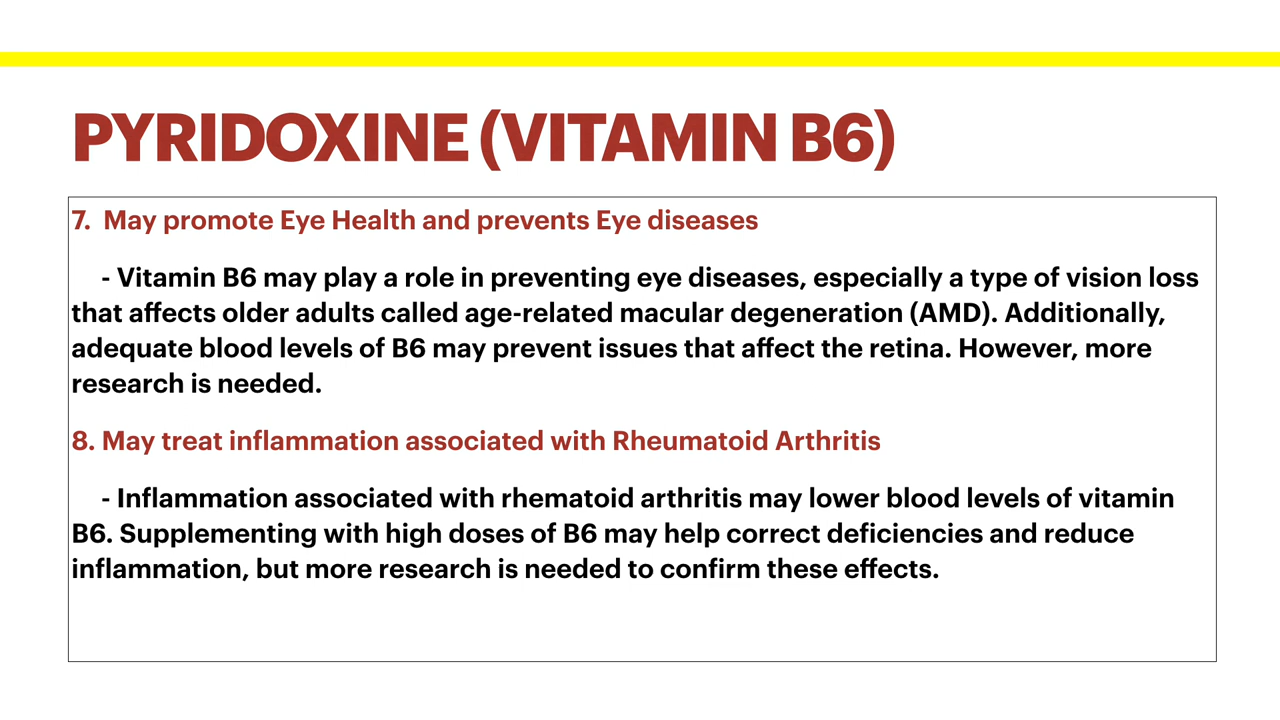 PYRIDOXINE (VITAMIN B6)
7. May promote Eye Health and prevents Eye diseases
- Vitamin B6 may play a role in preventing eye diseases, especially a type of vision loss
that affects older adults called age-related macular degeneration (AMD). Additionally,
adequate blood levels of B6 may prevent issues that affect the retina. However, more
research is needed.
8. May treat inflammation associated with Rheumatoid Arthritis
- Inflammation associated with rhematoid arthritis may lower blood levels of vitamin
B6. Supplementing with high doses of B6 may help correct deficiencies and reduce
inflammation, but more research is needed to confirm these effects.